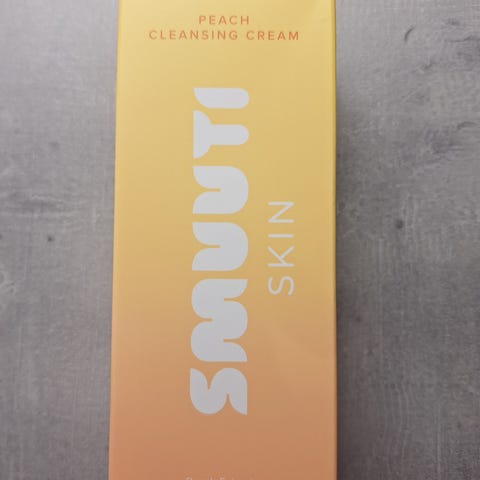 PEACH
CLEANSING CREAM
SMUUTI
SKIN